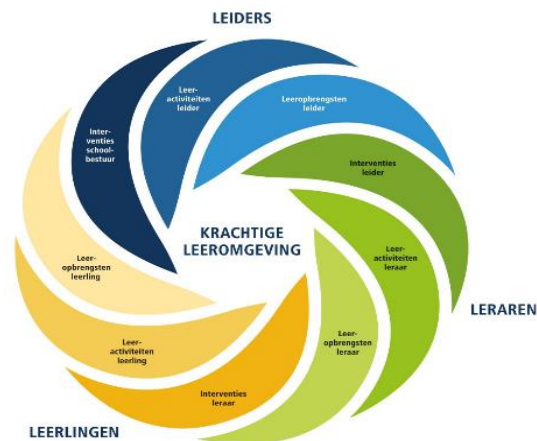 LEIDERS
Leer-
activiteiten
leider
Leeropbrengsten
leider
Inter-
venties
school-
bestuur
Interventies
leider
KRACHTIGE
LEEROMGEVING
Leer-
activiteiten
leraar
Leer-
opbrengsten
leerling
LERAREN
Leer-
opbrengsten
leraar
Leer-
activiteiten
leerling
Interventies
leraar
LEERLINGEN